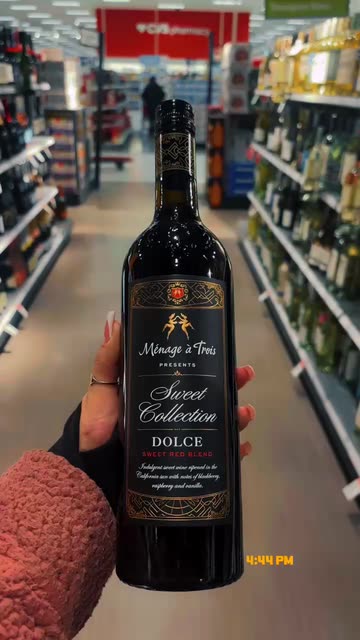 CVS pharmacy
Ménage à Trois
PRESENTS
Sweet
Collection
DOLCE
SWEET RED BLEND
Indulgent sweet wine ripened in the
California sun with notes of blackberry,
raspberry and vanilla.
4:44 PM